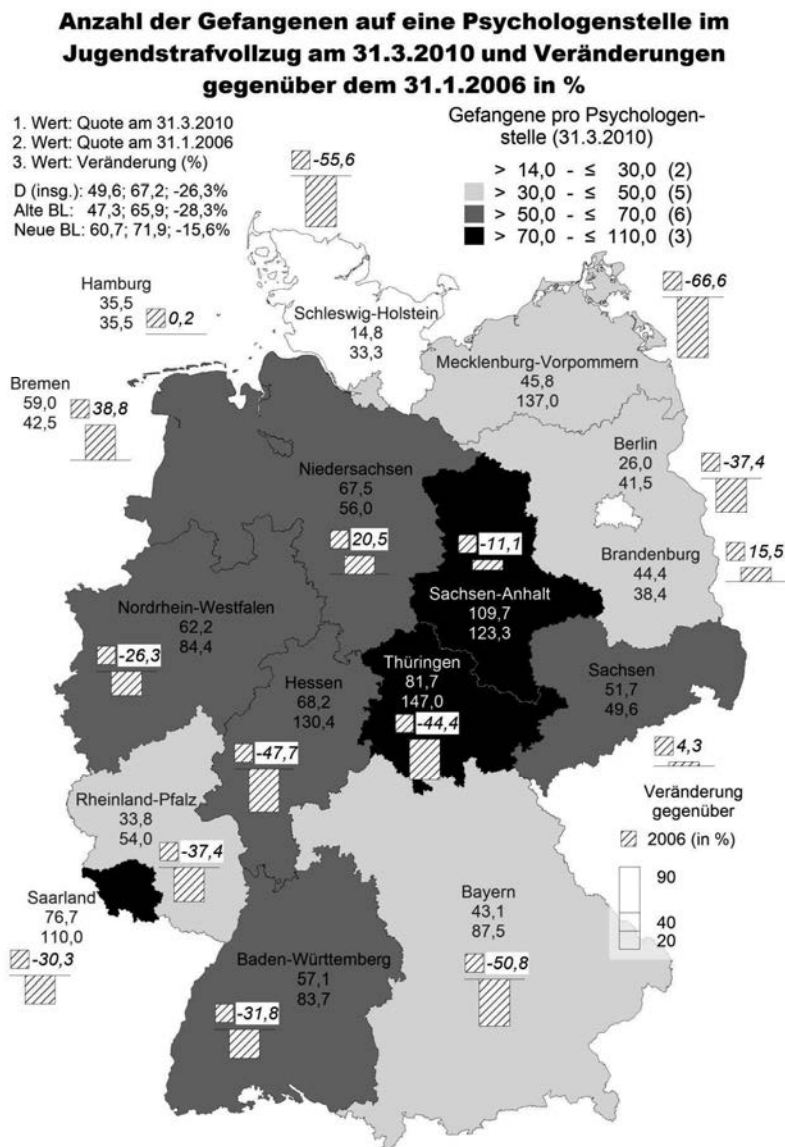 Anzahl der Gefangenen auf eine Psychologenstelle im
Jugendstrafvollzug am 31.3.2010 und Veränderungen
gegenüber dem 31.1.2006 in %
1. Wert: Quote am 31.3.2010
2. Wert: Quote am 31.1.2006
3. Wert: Veränderung (%)
D (insg.): 49,6; 67,2; -26,3%
Alte BL: 47,3; 65,9; -28,3%
Neue BL: 60,7; 71,9; -15,6%
Gefangene pro Psychologen-
stelle (31.3.2010)
> 14,0 - ≤ 30,0 (2)
> 30,0 - ≤ 50,0 (5)
> 50,0 - ≤ 70,0 (6)
> 70,0 - ≤ 110,0 (3)
-55,6
Schleswig-Holstein
14,8
33,3
Hamburg
35,5
35,5
0,2
-66,6
Mecklenburg-Vorpommern
45,8
137,0
Bremen
59,0
42,5
38,8
Niedersachsen
67,5
56,0
20,5
Berlin
26,0
41,5
-37,4
Brandenburg
44,4
38,4
15,5
-11,1
Sachsen-Anhalt
109,7
123,3
Nordrhein-Westfalen
62,2
84,4
-26,3
Hessen
68,2
130,4
-47,7
Thüringen
81,7
147,0
-44,4
Sachsen
51,7
49,6
4,3
Rheinland-Pfalz
33,8
54,0
-37,4
Saarland
76,7
110,0
-30,3
Baden-Württemberg
57,1
83,7
-31,8
Bayern
43,1
87,5
-50,8
Veränderung
gegenüber
2006 (in %)
90
40
20